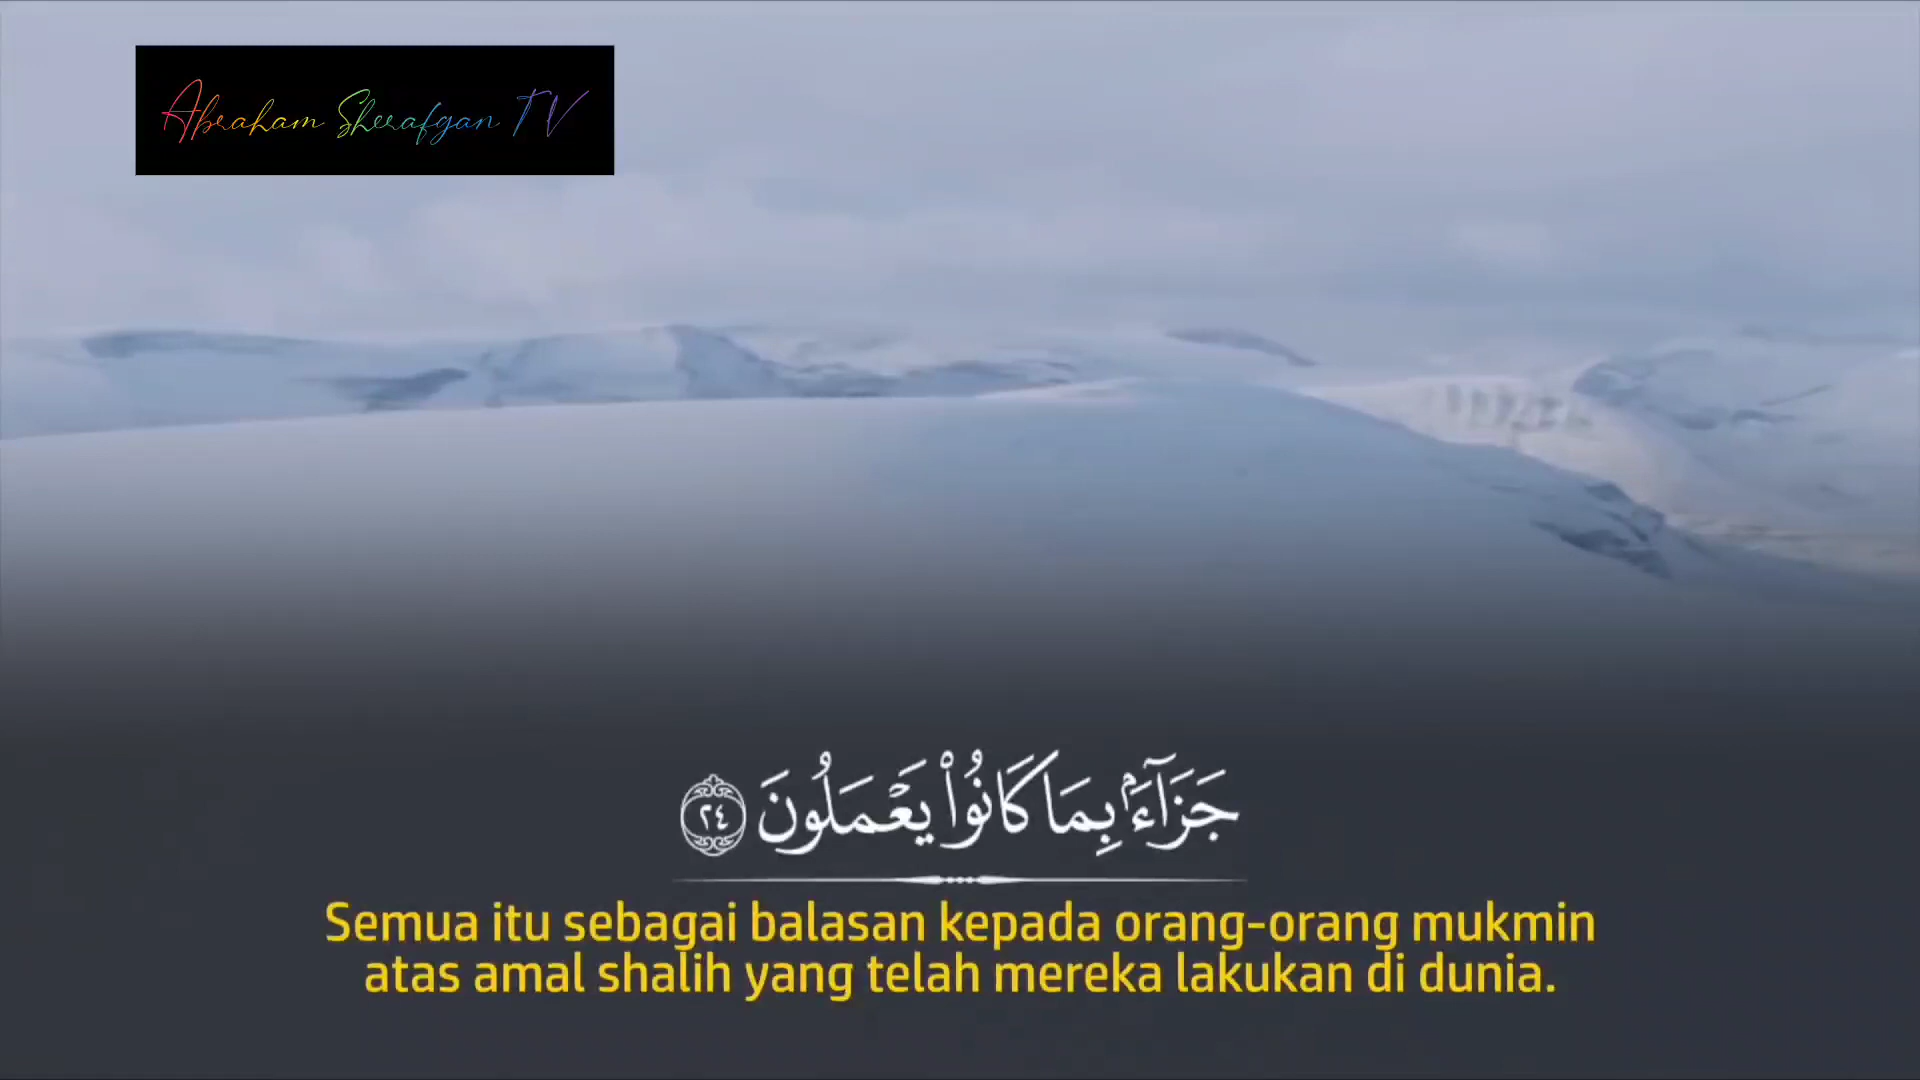 Abraham Sherafgan TV
جَزَآءَۢ بِمَا كَانُوا۟ يَعْمَلُونَ ٢٤
Semua itu sebagai balasan kepada orang-orang mukmin
atas amal shalih yang telah mereka lakukan di dunia.